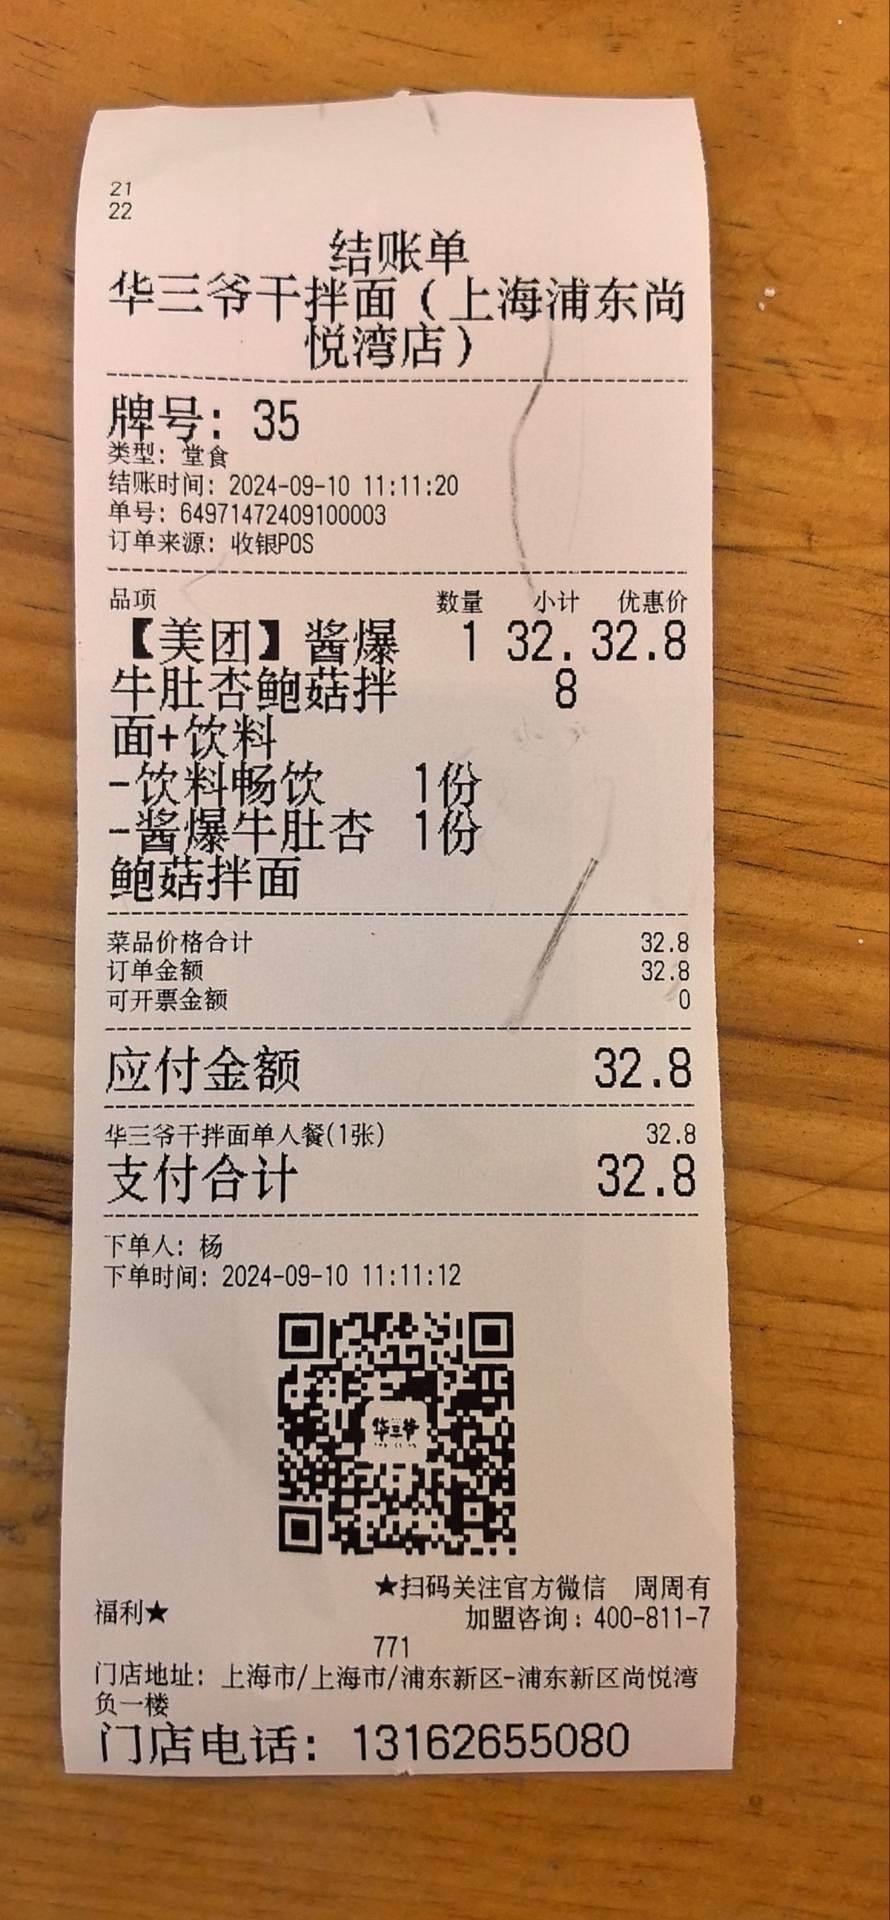 21
22
结账单
华三爷干拌面（上海浦东尚
悦湾店）
牌号: 35
类型: 堂食
结账时间: 2024-09-10 11:11:20
单号: 64971472409100003
订单来源: 收银POS
品项 数量 小计 优惠价
【美团】酱爆 1 32. 32.8
牛肚杏鲍菇拌 8
面+饮料
-饮料畅饮 1份
-酱爆牛肚杏 1份
鲍菇拌面
菜品价格合计 32.8
订单金额 32.8
可开票金额 0
应付金额 32.8
华三爷干拌面单人餐(1张) 32.8
支付合计 32.8
下单人: 杨
下单时间: 2024-09-10 11:11:12
华三爷
★扫码关注官方微信 周周有
福利★ 加盟咨询：400-811-7
771
门店地址: 上海市/上海市/浦东新区-浦东新区尚悦湾
负一楼
门店电话: 13162655080